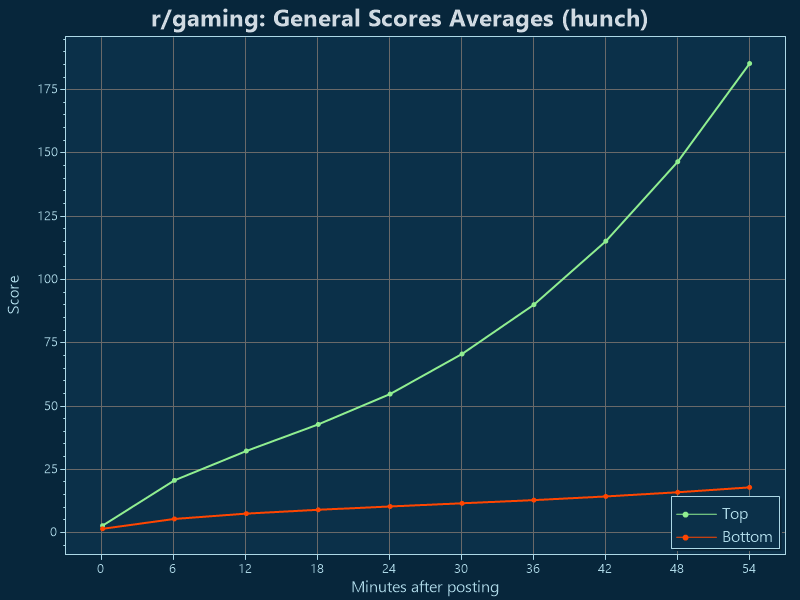 r/gaming: General Scores Averages (hunch)
175
150
125
100
75
50
25
0
Score
0 6 12 18 24 30 36 42 48 54
Minutes after posting
Top
Bottom